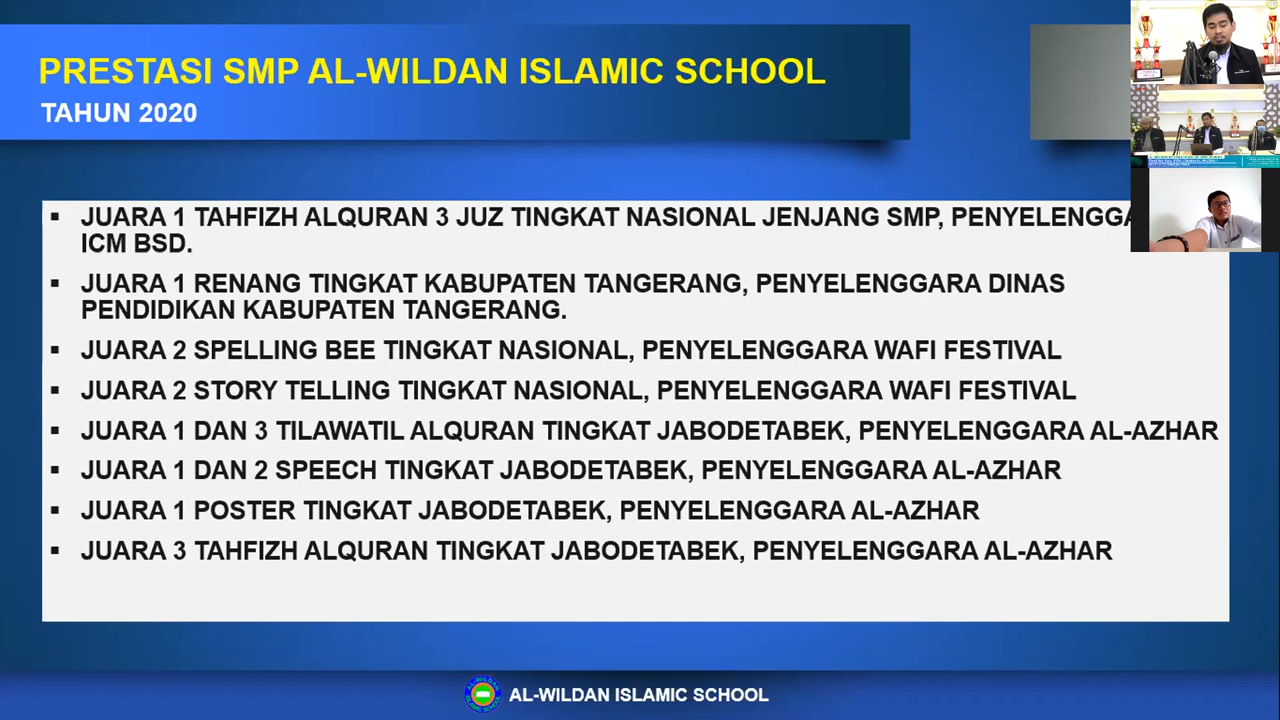 PRESTASI SMP AL-WILDAN ISLAMIC SCHOOL
TAHUN 2020
▪ JUARA 1 TAHFIZH ALQURAN 3 JUZ TINGKAT NASIONAL JENJANG SMP,
ICM BSD.
▪ JUARA 1 RENANG TINGKAT KABUPATEN TANGERANG, PENYELENGGARA DINAS
PENDIDIKAN KABUPATEN TANGERANG.
▪ JUARA 2 SPELLING BEE TINGKAT NASIONAL, PENYELENGGARA WAFI FESTIVAL
▪ JUARA 2 STORY TELLING TINGKAT NASIONAL, PENYELENGGARA WAFI FESTIVAL
▪ JUARA 1 DAN 3 TILAWATIL ALQURAN TINGKAT JABODETABEK, PENYELENGGARA AL-AZHAR
▪ JUARA 1 DAN 2 SPEECH TINGKAT JABODETABEK, PENYELENGGARA AL-AZHAR
▪ JUARA 1 POSTER TINGKAT JABODETABEK, PENYELENGGARA AL-AZHAR
▪ JUARA 3 TAHFIZH ALQURAN TINGKAT JABODETABEK, PENYELENGGARA AL-AZHAR
AL-WILDAN ISLAMIC SCHOOL